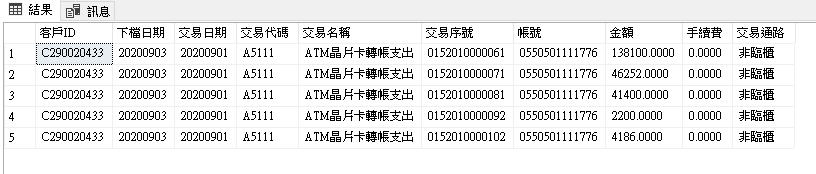 結果 訊息
客戶ID 下檔日期 交易日期 交易代碼 交易名稱 交易序號 帳號 金額 手續費 交易通路
1 C290020433 20200903 20200901 A5111 ATM晶片卡轉帳支出 0152010000061 0550501111776 138100.0000 0.0000 非臨櫃
2 C290020433 20200903 20200901 A5111 ATM晶片卡轉帳支出 0152010000071 0550501111776 46252.0000 0.0000 非臨櫃
3 C290020433 20200903 20200901 A5111 ATM晶片卡轉帳支出 0152010000081 0550501111776 41400.0000 0.0000 非臨櫃
4 C290020433 20200903 20200901 A5111 ATM晶片卡轉帳支出 0152010000092 0550501111776 2200.0000 0.0000 非臨櫃
5 C290020433 20200903 20200901 A5111 ATM晶片卡轉帳支出 0152010000102 0550501111776 4186.0000 0.0000 非臨櫃